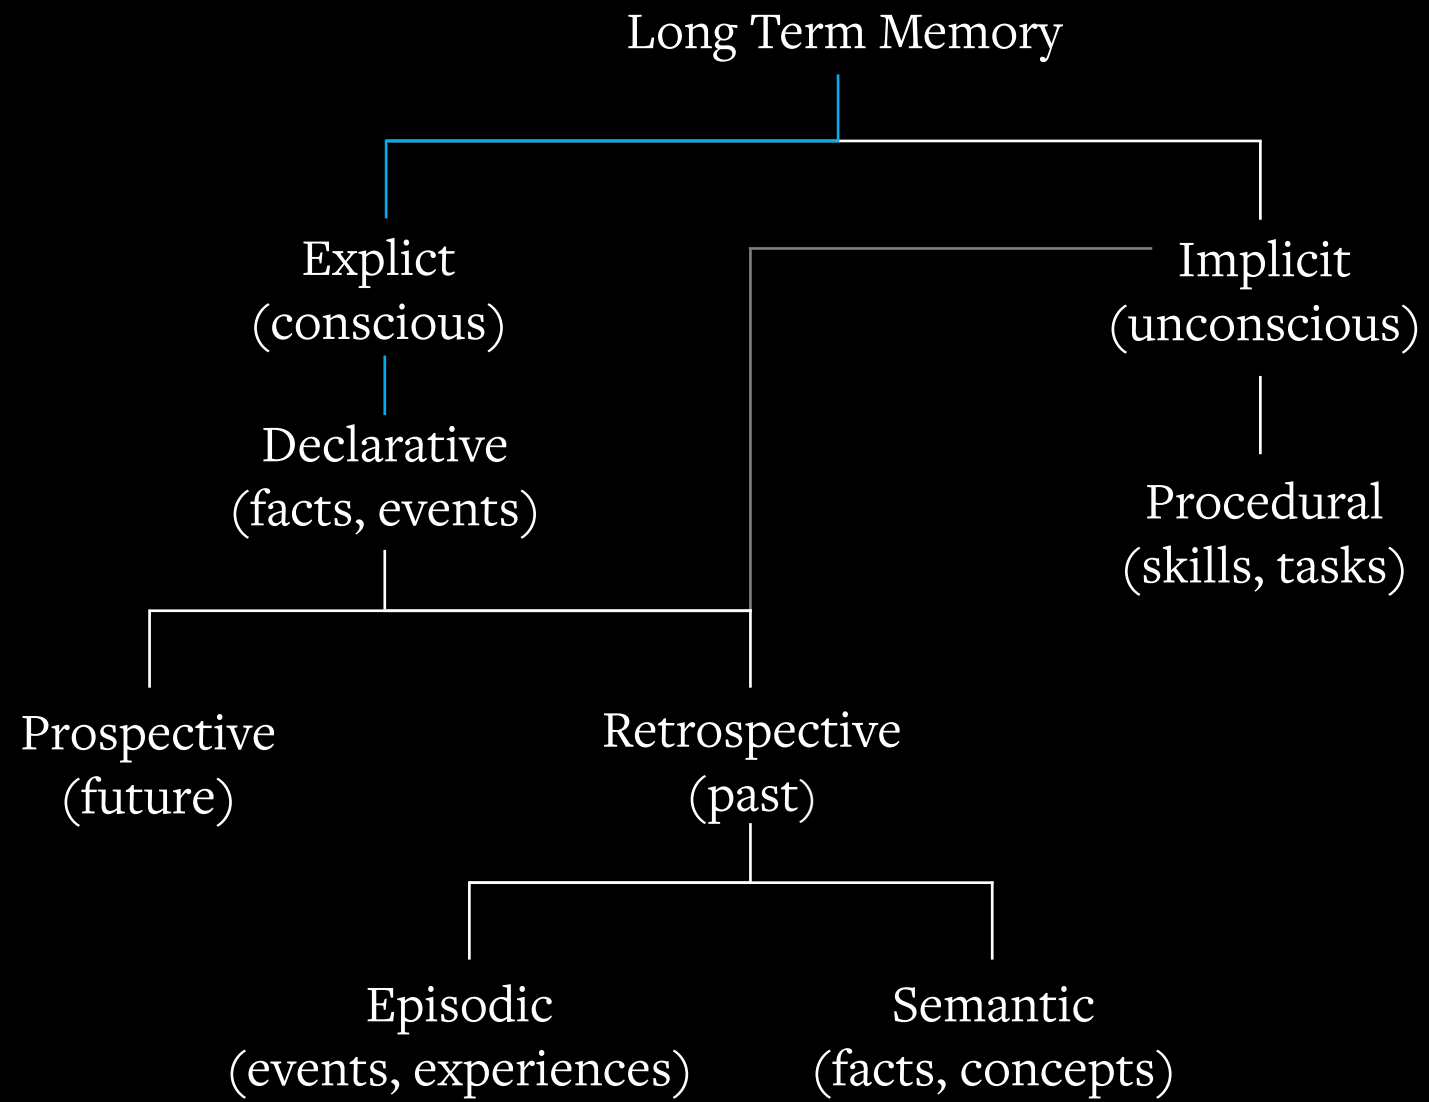 Long Term Memory
Explict
(conscious)
Implicit
(unconscious)
Declarative
(facts, events)
Procedural
(skills, tasks)
Prospective
(future)
Retrospective
(past)
Episodic
(events, experiences)
Semantic
(facts, concepts)